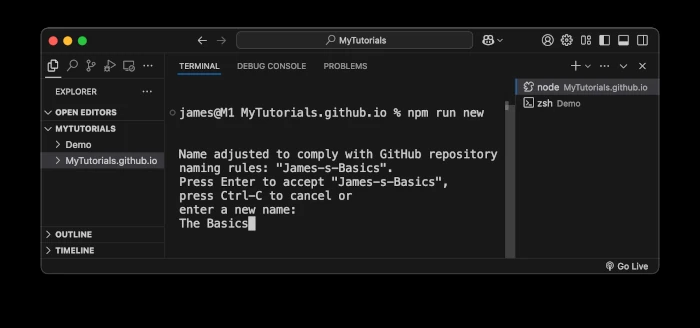 MyTutorials
TERMINAL DEBUG CONSOLE PROBLEMS
EXPLORER
OPEN EDITORS
MYTUTORIALS
Demo
MyTutorials.github.io
OUTLINE
TIMELINE
james@M1 MyTutorials.github.io % npm run new
Name adjusted to comply with GitHub repository
naming rules: "James-s-Basics".
Press Enter to accept "James-s-Basics",
press Ctrl-C to cancel or
enter a new name:
The Basics
node MyTutorials.github.io
zsh Demo
Go Live